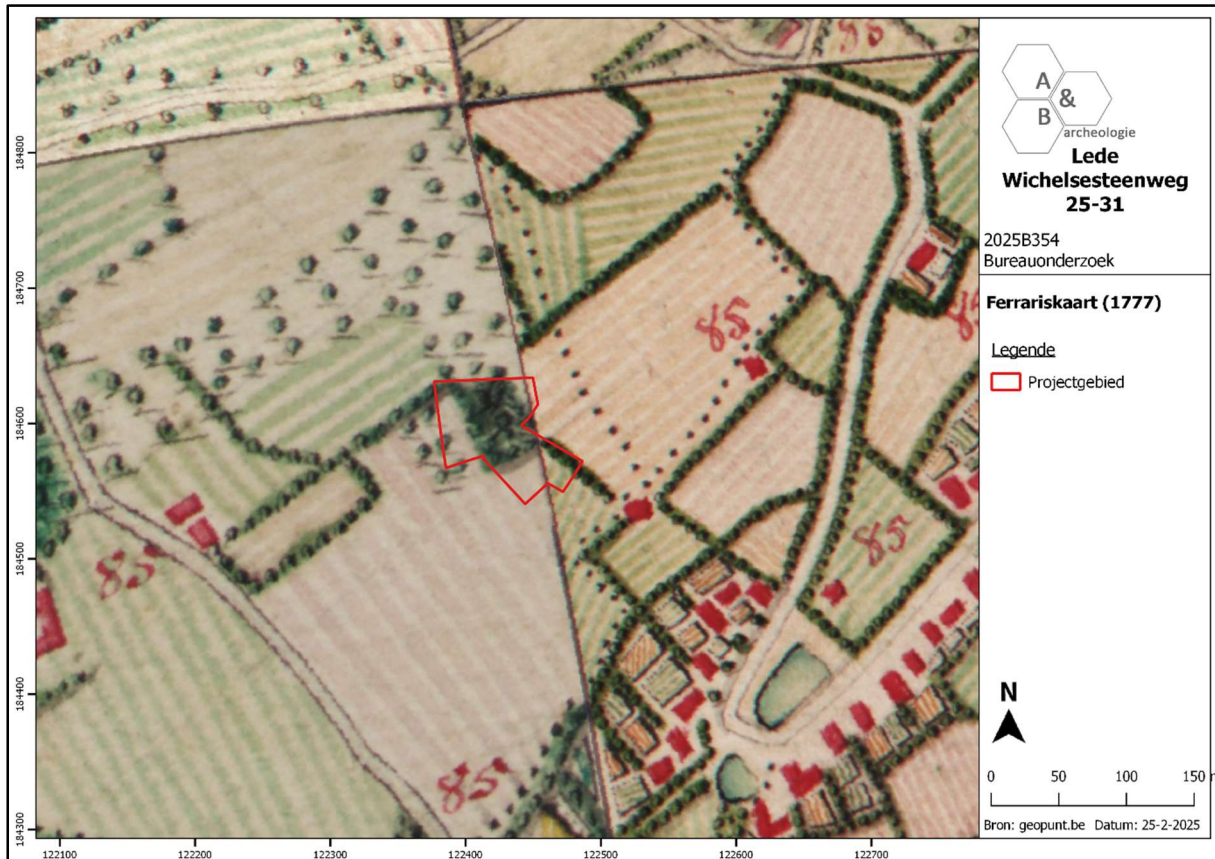 A
&
B
archeologie
Lede
Wichelsesteenweg
25-31
2025B354
Bureauonderzoek
Ferrariskaart (1777)
Legende
Projectgebied
N
0 50 100 150
Bron: geopunt.be Datum: 25-2-2025
184800
184700
184600
184500
184400
184300
122100 122200 122300 122400 122500 122600 122700
85
85
85
85